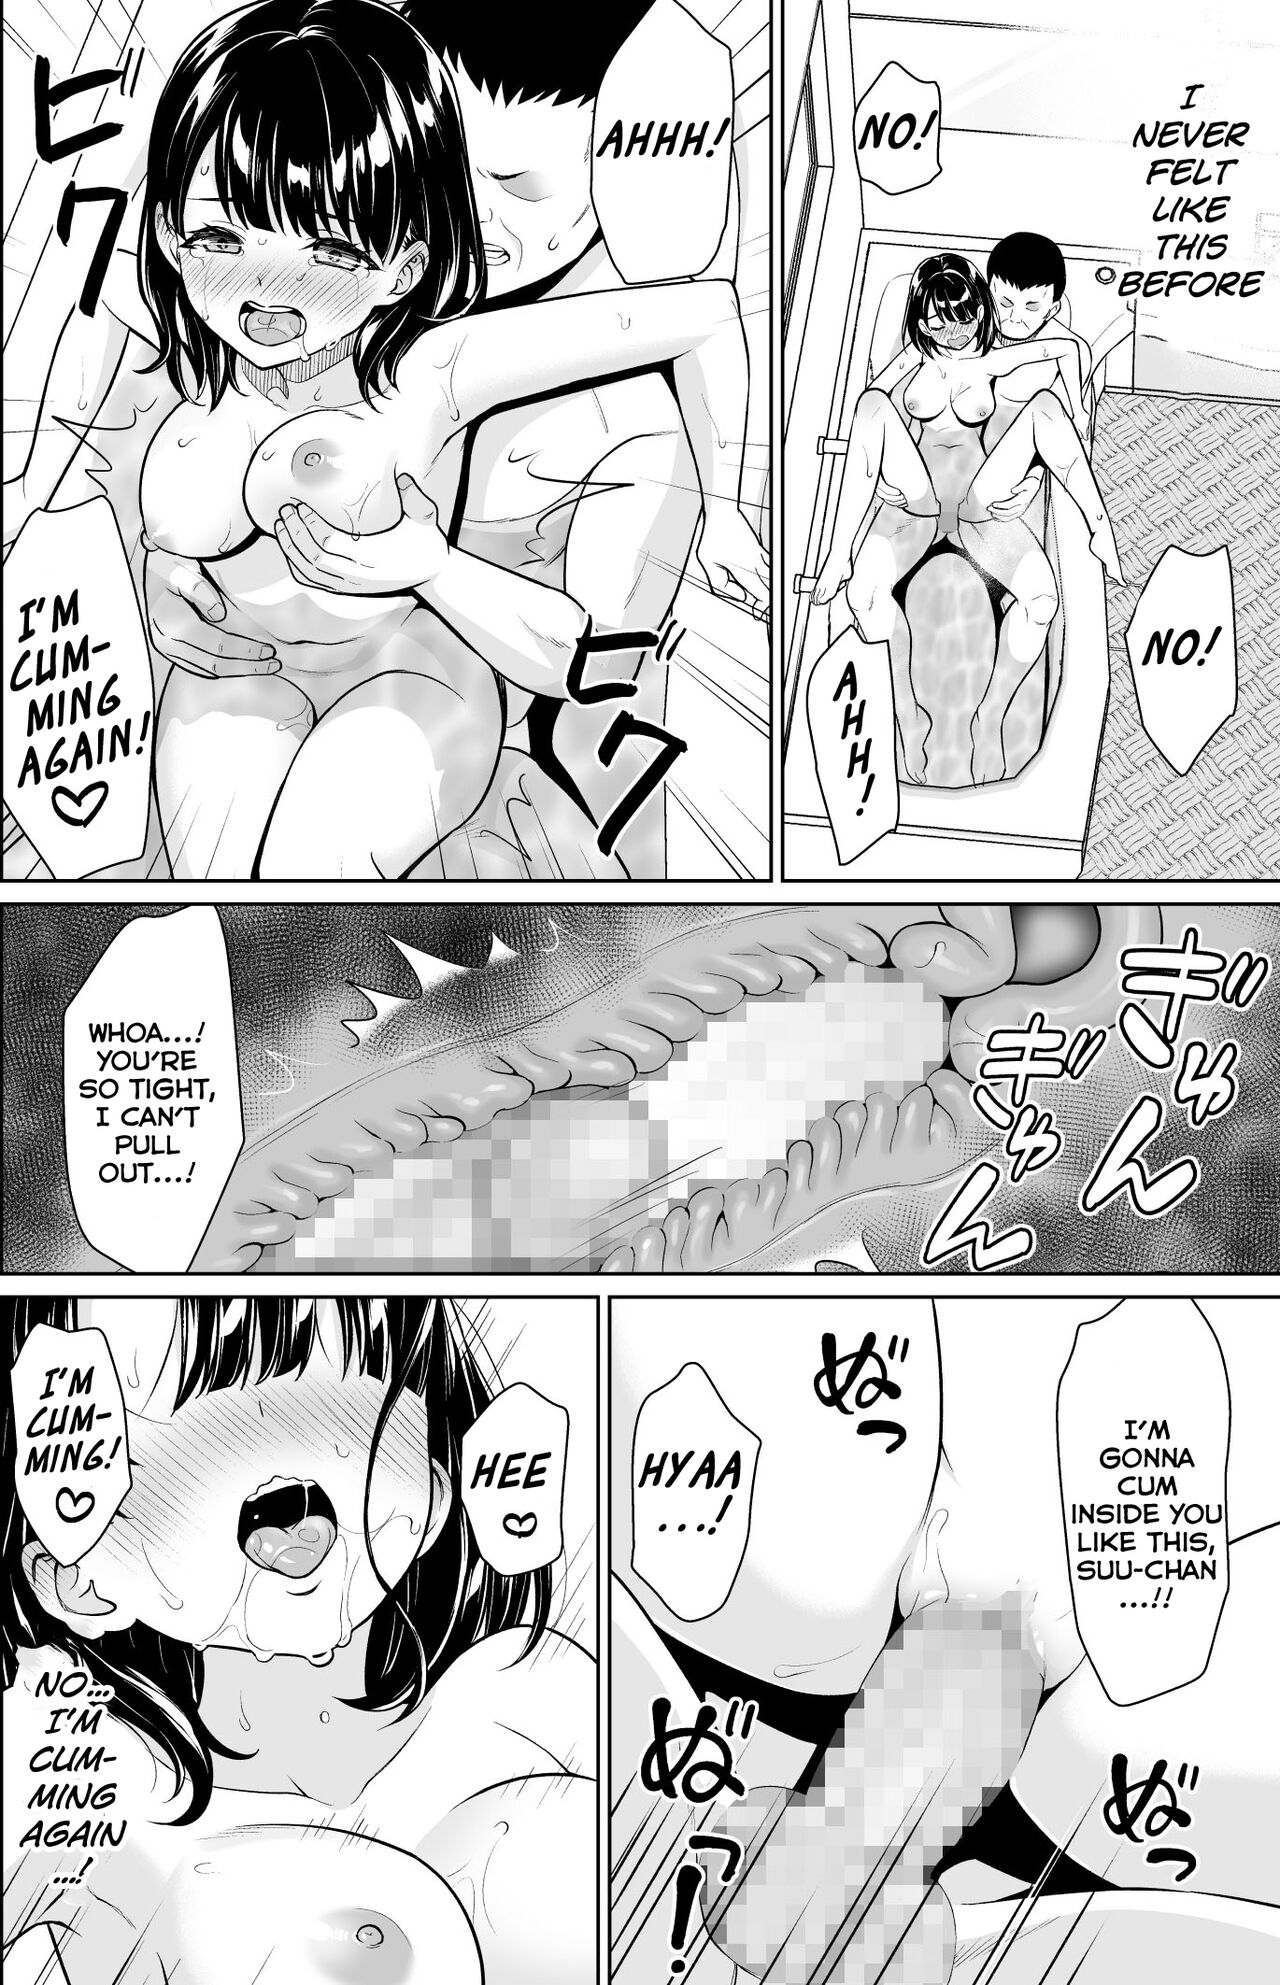 I
NEVER
FELT
LIKE
THIS
BEFORE
NO!
NO!
AHH!
AHHH!
ビクッ
ビクッ
I'M
CUM-
MING
AGAIN!
♡
ぎゅん
ぎゅん
WHOA...!
YOU'RE
SO TIGHT,
I CAN'T
PULL
OUT...!
I'M
GONNA
CUM
INSIDE YOU
LIKE THIS,
SUU-CHAN
...!!
ぬ゛っ
HYAA
...!
ぬ゛っ
ぬ゛っ!
HEE
♡
I'M
CUM-
MING!
♡
NO...
I'M
CUM-
MING
AGAIN
...!